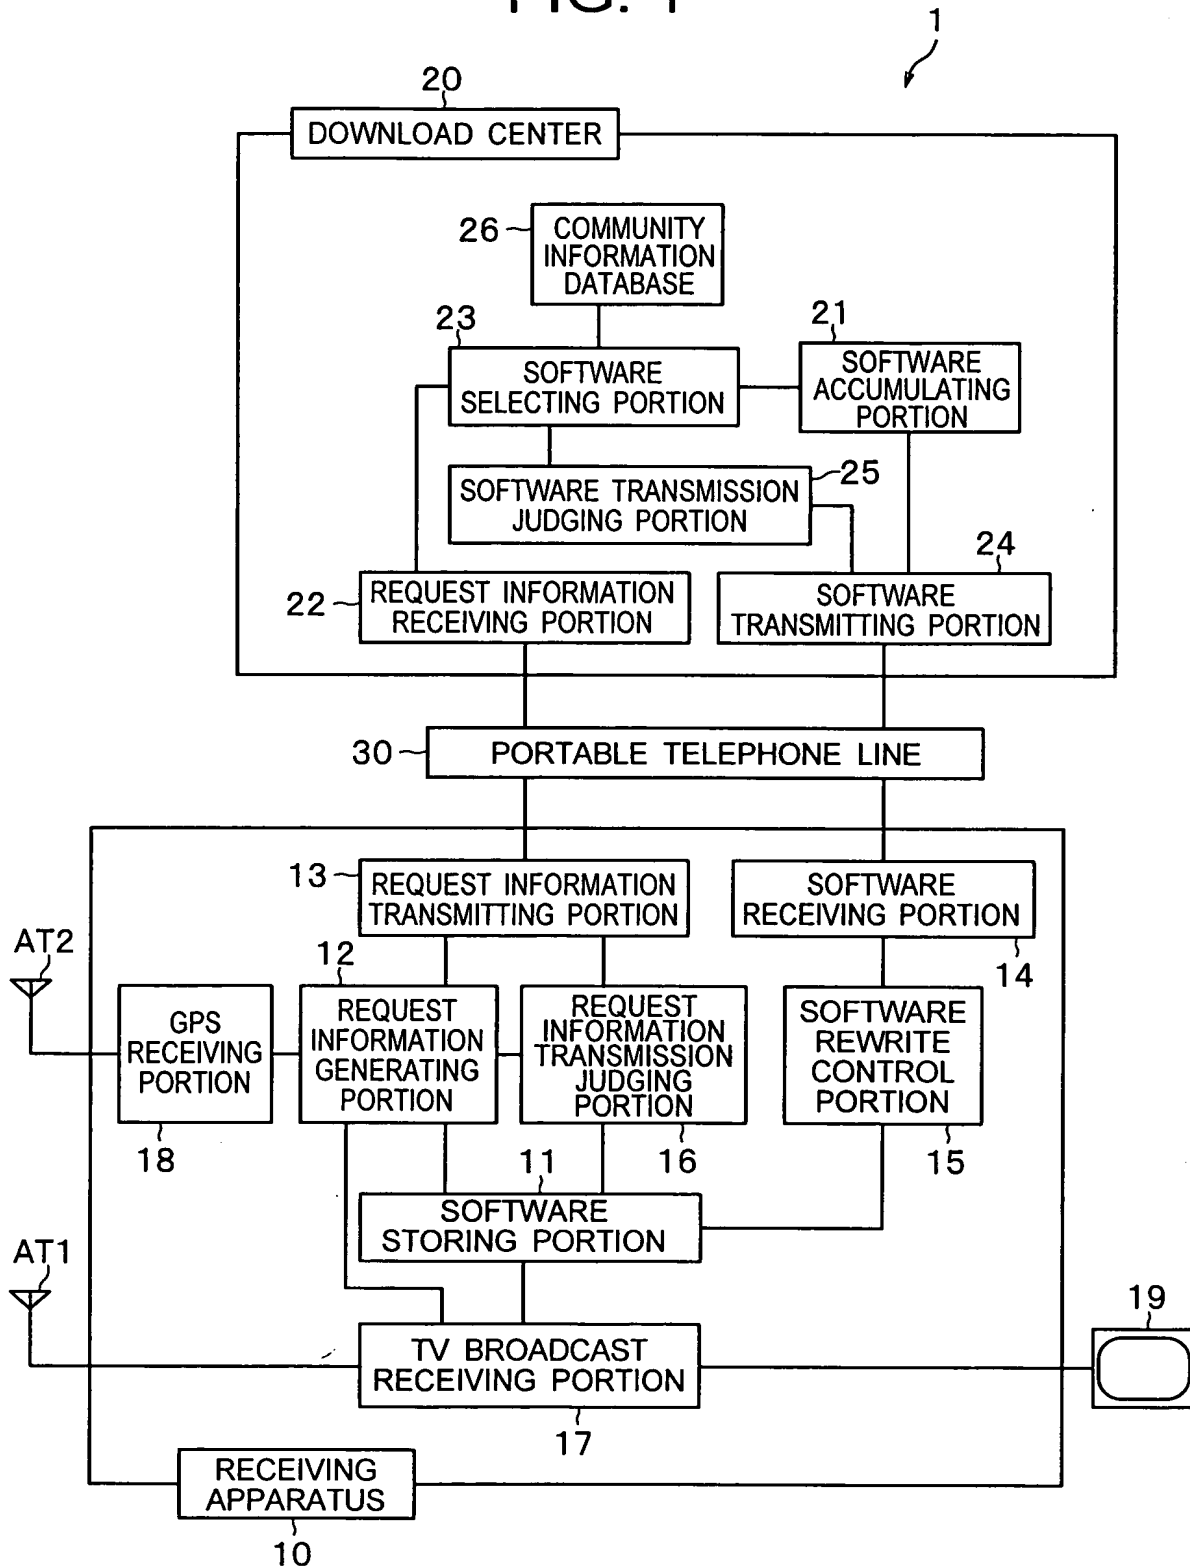 FIG. 1
1
20
DOWNLOAD CENTER
26
COMMUNITY
INFORMATION
DATABASE
23
SOFTWARE
SELECTING PORTION
21
SOFTWARE
ACCUMULATING
PORTION
25
SOFTWARE TRANSMISSION
JUDGING PORTION
22
REQUEST INFORMATION
RECEIVING PORTION
24
SOFTWARE
TRANSMITTING PORTION
30
PORTABLE TELEPHONE LINE
13
REQUEST INFORMATION
TRANSMITTING PORTION
SOFTWARE
RECEIVING PORTION
14
AT2
GPS
RECEIVING
PORTION
18
12
REQUEST
INFORMATION
GENERATING
PORTION
REQUEST
INFORMATION
TRANSMISSION
JUDGING
PORTION
16
SOFTWARE
REWRITE
CONTROL
PORTION
15
11
SOFTWARE
STORING PORTION
AT1
TV BROADCAST
RECEIVING PORTION
17
19
RECEIVING
APPARATUS
10